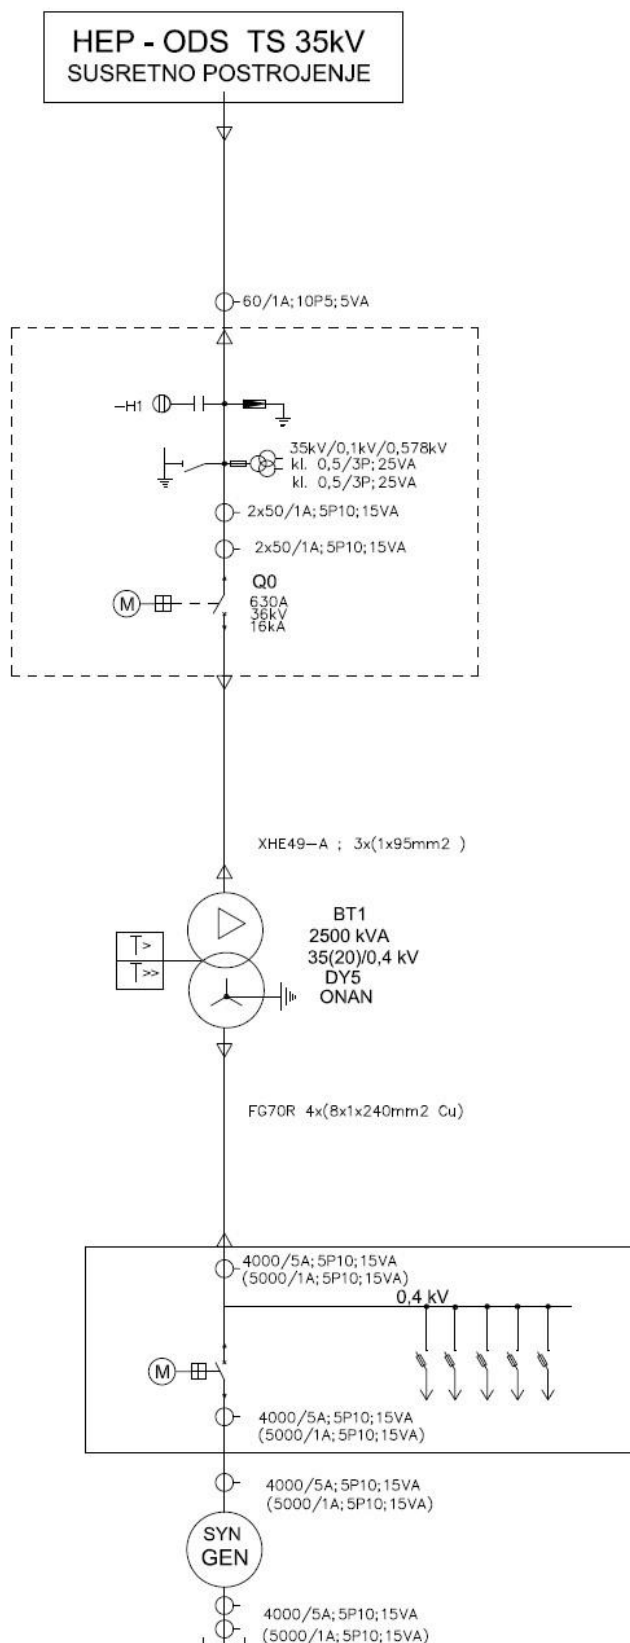 HEP - ODS TS 35kV
SUSRETNO POSTROJENJE
60/1A;10P5;5VA
-H1
35kV/0,1kV/0,578kV
kl. 0,5/3P;25VA
kl. 0,5/3P;25VA
2x50/1A;5P10;15VA
2x50/1A;5P10;15VA
Q0
M
630A
36kV
16kA
XHE49-A ; 3x(1x95mm2 )
BT1
2500 kVA
T>
35(20)/0,4 kV
T>>
DY5
ONAN
FG70R 4x(8x1x240mm2 Cu)
4000/5A;5P10;15VA
(5000/1A;5P10;15VA)
0,4 kV
M
4000/5A;5P10;15VA
(5000/1A;5P10;15VA)
4000/5A;5P10;15VA
(5000/1A;5P10;15VA)
SYN
GEN
4000/5A;5P10;15VA
(5000/1A;5P10;15VA)